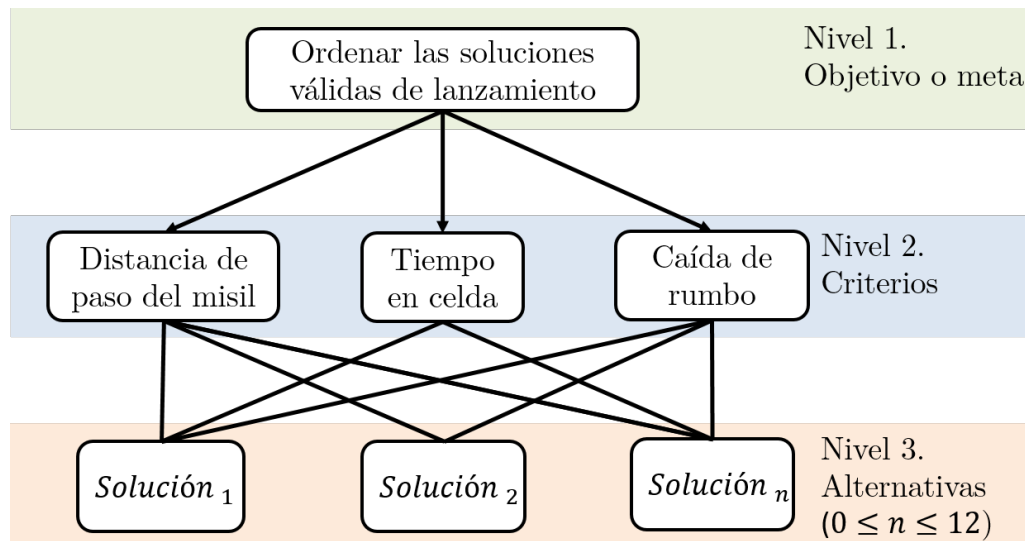 Ordenar las soluciones
válidas de lanzamiento
Nivel 1.
Objetivo o meta
Distancia de
paso del misil
Tiempo
en celda
Caída de
rumbo
Nivel 2.
Criterios
Solución 1
Solución 2
Solución n
Nivel 3.
Alternativas
(0 ≤ n ≤ 12)